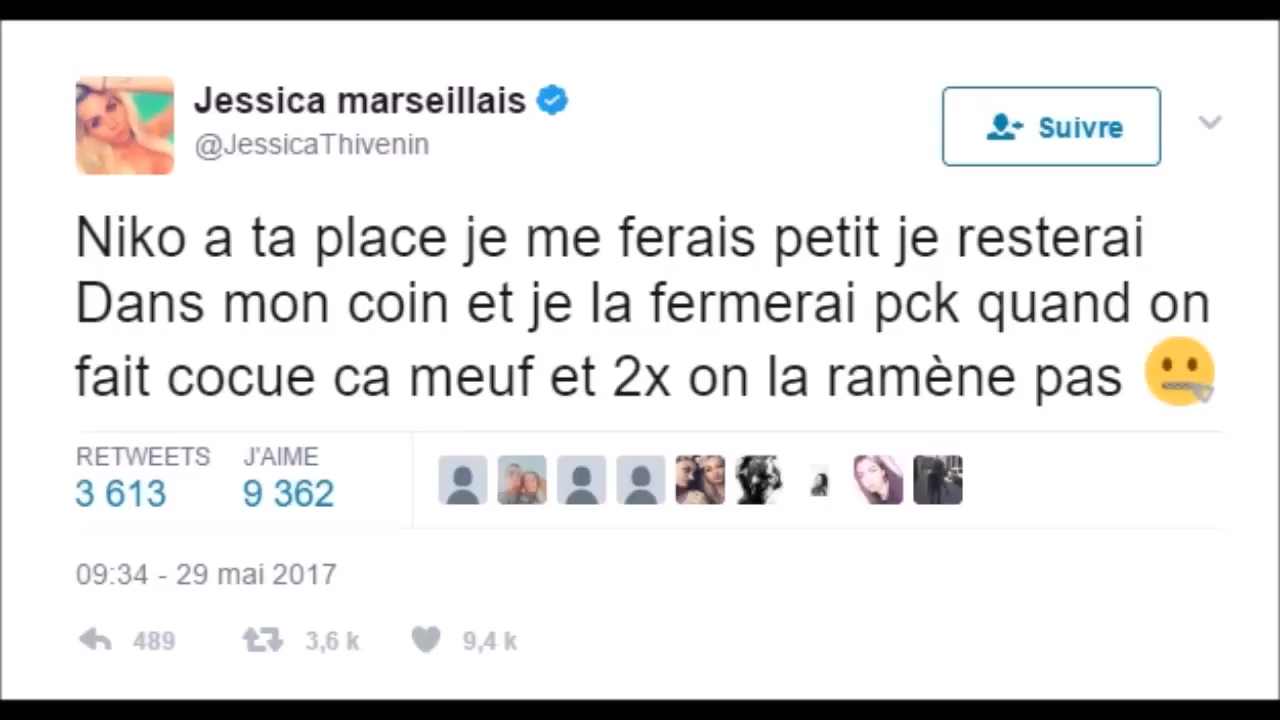 Jessica marseillais
@JessicaThivenin
Suivre
Niko a ta place je me ferais petit je resterai
Dans mon coin et je la fermerai pck quand on
fait cocue ca meuf et 2x on la ramène pas 🤐
RETWEETS J'AIME
3 613 9 362
09:34 - 29 mai 2017
489 3,6 k 9,4 k